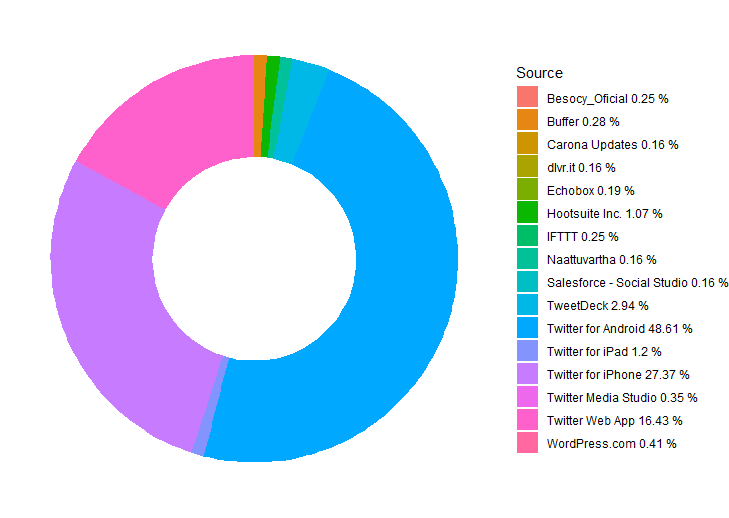 Source
Besocy_Oficial 0.25 %
Buffer 0.28 %
Carona Updates 0.16 %
dlvr.it 0.16 %
Echobox 0.19 %
Hootsuite Inc. 1.07 %
IFTTT 0.25 %
Naattuvartha 0.16 %
Salesforce - Social Studio 0.16 %
TweetDeck 2.94 %
Twitter for Android 48.61 %
Twitter for iPad 1.2 %
Twitter for iPhone 27.37 %
Twitter Media Studio 0.35 %
Twitter Web App 16.43 %
WordPress.com 0.41 %